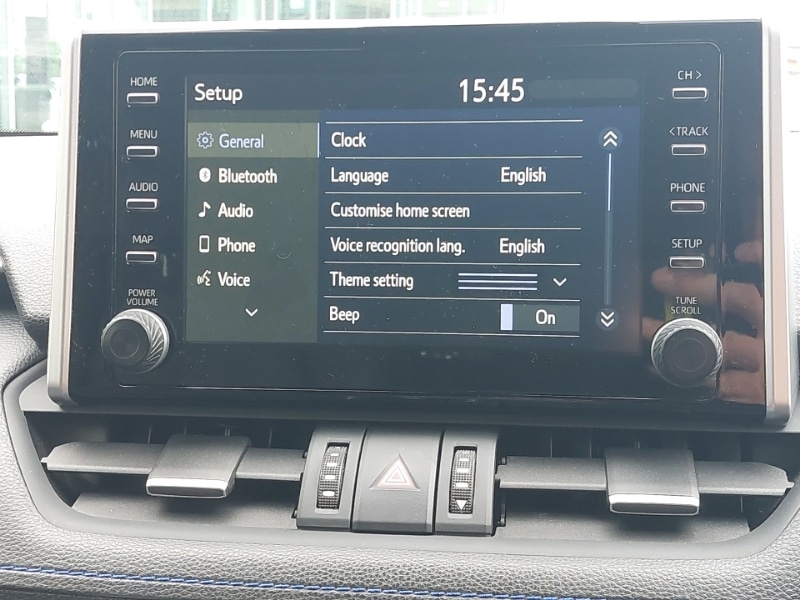 HOME
MENU
AUDIO
MAP
POWER
VOLUME
Setup
15:45
General
Bluetooth
Audio
Phone
Voice
Clock
Language English
Customise home screen
Voice recognition lang. English
Theme setting
Beep On
CH >
< TRACK
PHONE
SETUP
TUNE
SCROLL